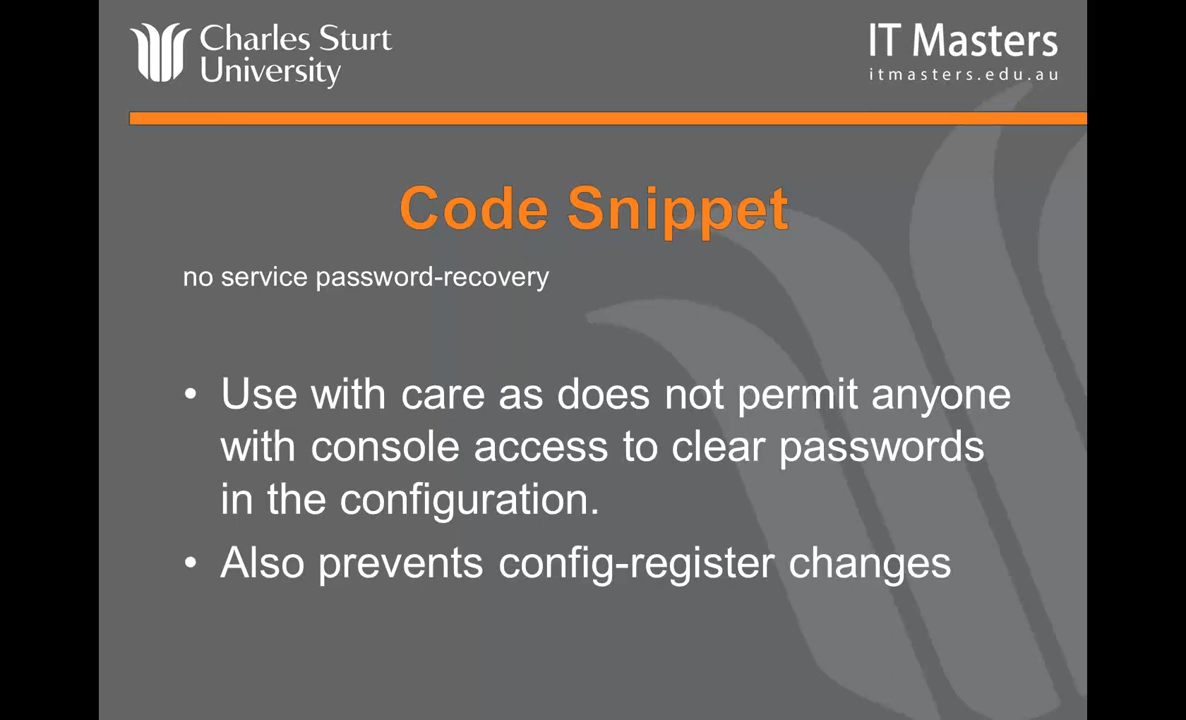 Charles Sturt
University
IT Masters
itmasters.edu.au
Code Snippet
no service password-recovery
• Use with care as does not permit anyone
with console access to clear passwords
in the configuration.
• Also prevents config-register changes